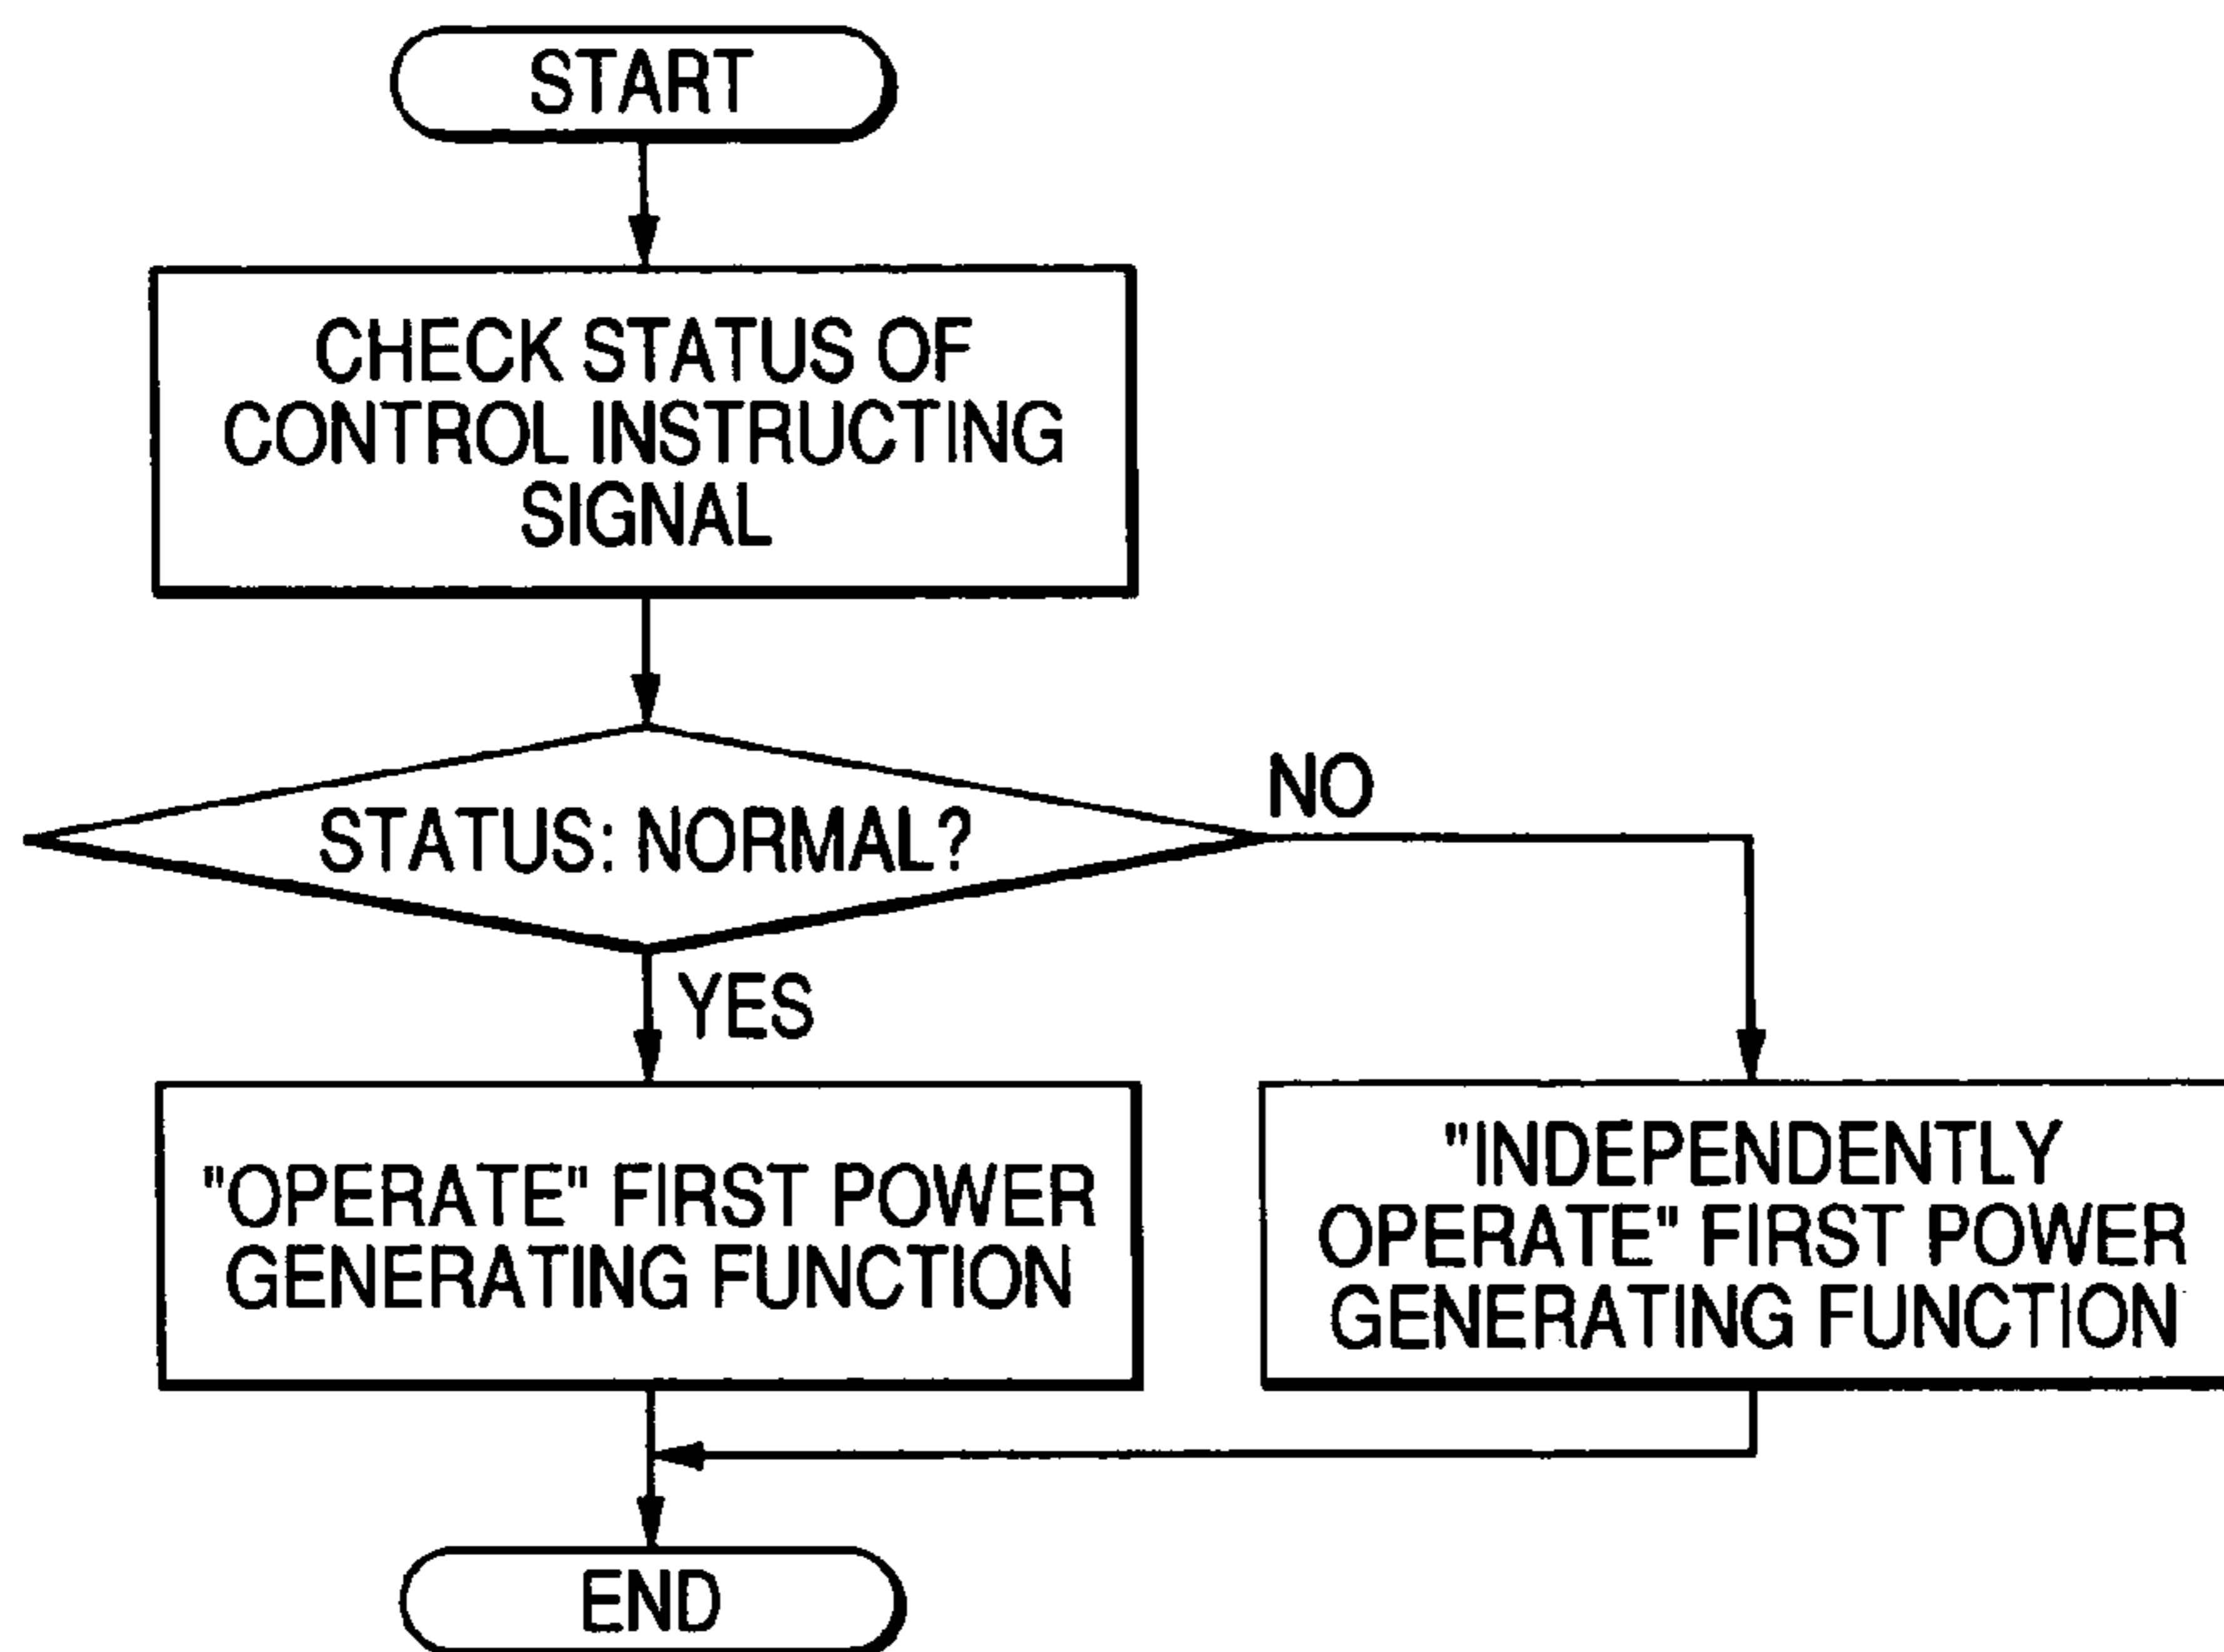 START
CHECK STATUS OF
CONTROL INSTRUCTING
SIGNAL
STATUS: NORMAL?
NO
YES
"OPERATE" FIRST POWER
GENERATING FUNCTION
"INDEPENDENTLY
OPERATE" FIRST POWER
GENERATING FUNCTION
END